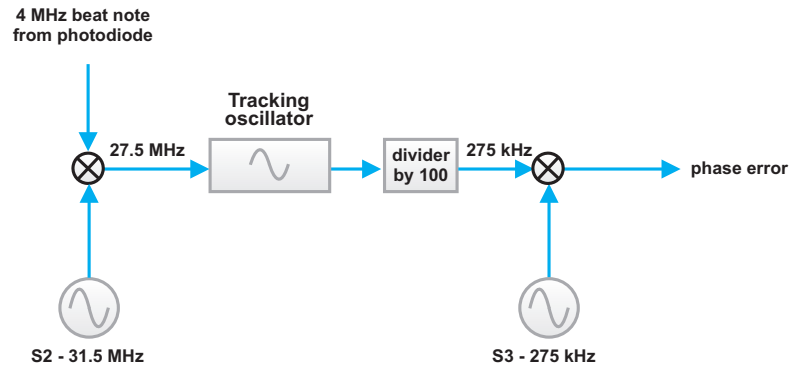 4 MHz beat note
from photodiode
Tracking
oscillator
27.5 MHz
divider
by 100
275 kHz
phase error
S2 - 31.5 MHz
S3 - 275 kHz